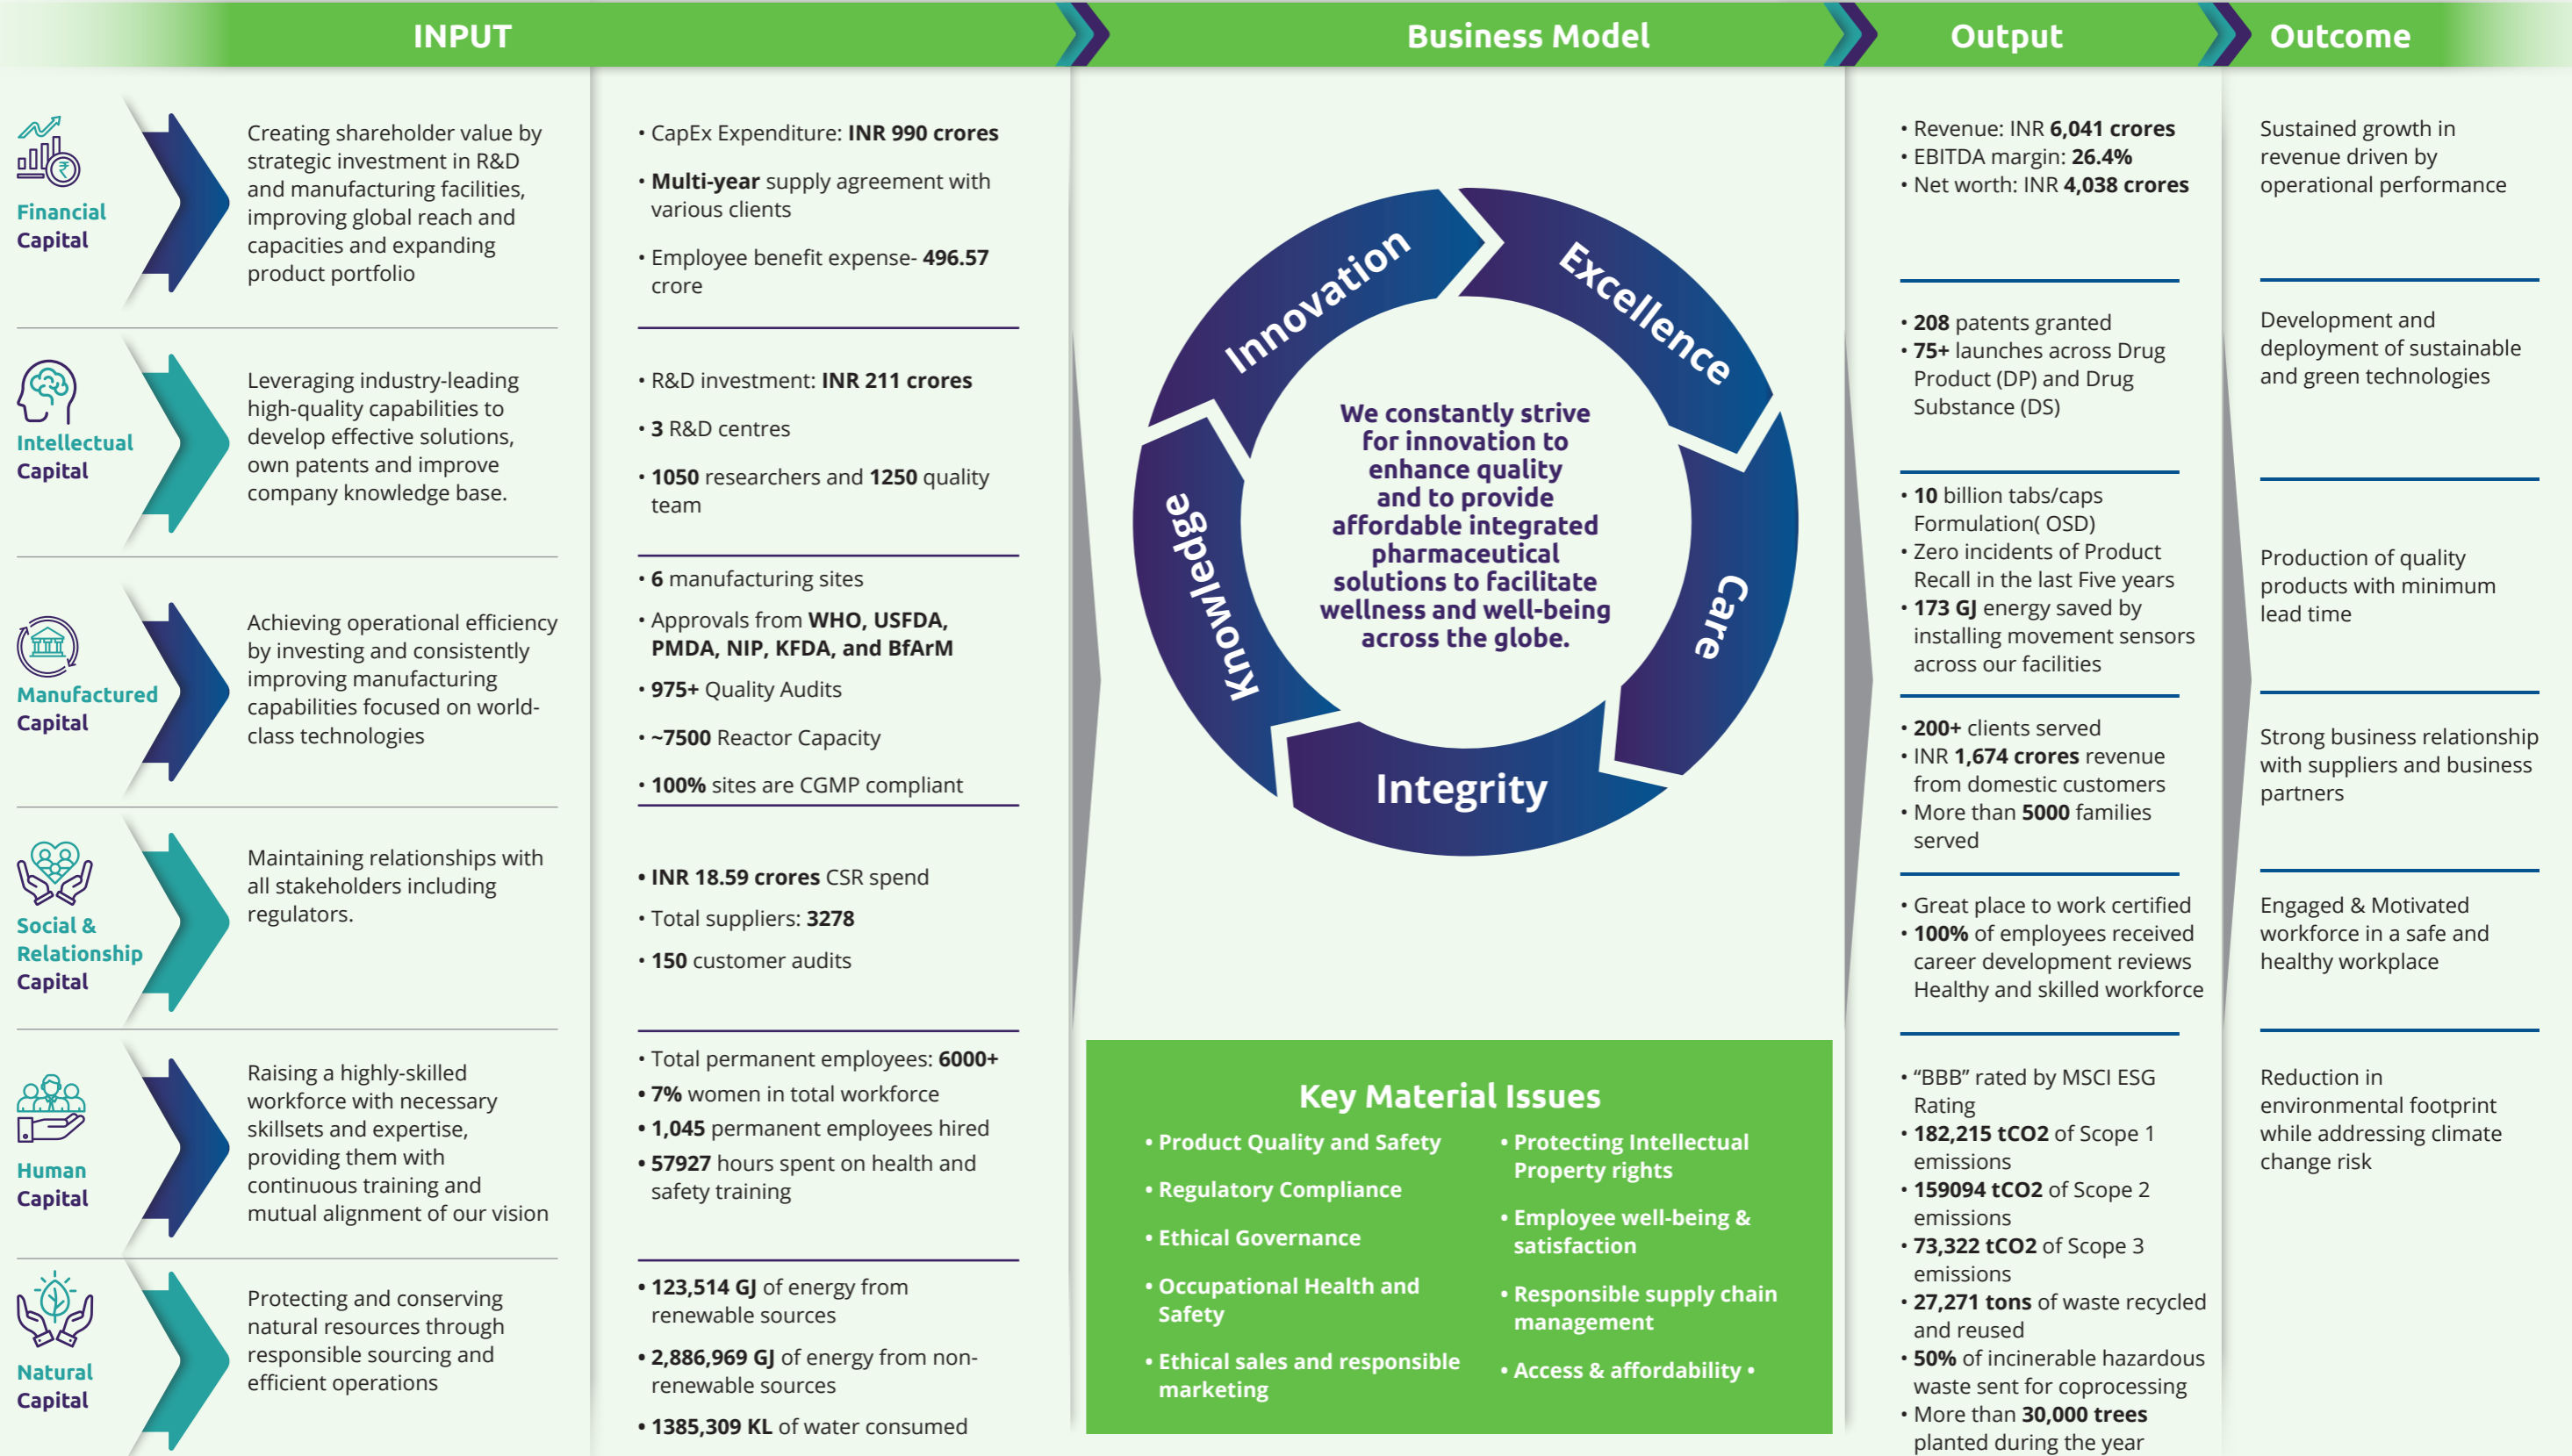 INPUT
Business Model
Output
Outcome
Financial
Capital
Creating shareholder value by
strategic investment in R&D
and manufacturing facilities,
improving global reach and
capacities and expanding
product portfolio
• CapEx Expenditure: INR 990 crores
• Multi-year supply agreement with
various clients
• Employee benefit expense- 496.57
crore
Intellectual
Capital
Leveraging industry-leading
high-quality capabilities to
develop effective solutions,
own patents and improve
company knowledge base.
• R&D investment: INR 211 crores
• 3 R&D centres
• 1050 researchers and 1250 quality
team
Manufactured
Capital
Achieving operational efficiency
by investing and consistently
improving manufacturing
capabilities focused on world-
class technologies
• 6 manufacturing sites
• Approvals from WHO, USFDA,
PMDA, NIP, KFDA, and BfArM
• 975+ Quality Audits
• ~7500 Reactor Capacity
• 100% sites are CGMP compliant
Social &
Relationship
Capital
Maintaining relationships with
all stakeholders including
regulators.
• INR 18.59 crores CSR spend
• Total suppliers: 3278
• 150 customer audits
Human
Capital
Raising a highly-skilled
workforce with necessary
skillsets and expertise,
providing them with
continuous training and
mutual alignment of our vision
• Total permanent employees: 6000+
• 7% women in total workforce
• 1,045 permanent employees hired
• 57927 hours spent on health and
safety training
Natural
Capital
Protecting and conserving
natural resources through
responsible sourcing and
efficient operations
• 123,514 GJ of energy from
renewable sources
• 2,886,969 GJ of energy from non-
renewable sources
• 1385,309 KL of water consumed
Innovation
Excellence
Care
Integrity
Knowledge
We constantly strive
for innovation to
enhance quality
and to provide
affordable integrated
pharmaceutical
solutions to facilitate
wellness and well-being
across the globe.
Key Material Issues
• Product Quality and Safety
• Regulatory Compliance
• Ethical Governance
• Occupational Health and
Safety
• Ethical sales and responsible
marketing
• Protecting Intellectual
Property rights
• Employee well-being &
satisfaction
• Responsible supply chain
management
• Access & affordability •
• Revenue: INR 6,041 crores
• EBITDA margin: 26.4%
• Net worth: INR 4,038 crores
• 208 patents granted
• 75+ launches across Drug
Product (DP) and Drug
Substance (DS)
• 10 billion tabs/caps
Formulation( OSD)
• Zero incidents of Product
Recall in the last Five years
• 173 GJ energy saved by
installing movement sensors
across our facilities
• 200+ clients served
• INR 1,674 crores revenue
from domestic customers
• More than 5000 families
served
• Great place to work certified
• 100% of employees received
career development reviews
Healthy and skilled workforce
• “BBB” rated by MSCI ESG
Rating
• 182,215 tCO2 of Scope 1
emissions
• 159094 tCO2 of Scope 2
emissions
• 73,322 tCO2 of Scope 3
emissions
• 27,271 tons of waste recycled
and reused
• 50% of incinerable hazardous
waste sent for coprocessing
• More than 30,000 trees
planted during the year
Sustained growth in
revenue driven by
operational performance
Development and
deployment of sustainable
and green technologies
Production of quality
products with minimum
lead time
Strong business relationship
with suppliers and business
partners
Engaged & Motivated
workforce in a safe and
healthy workplace
Reduction in
environmental footprint
while addressing climate
change risk